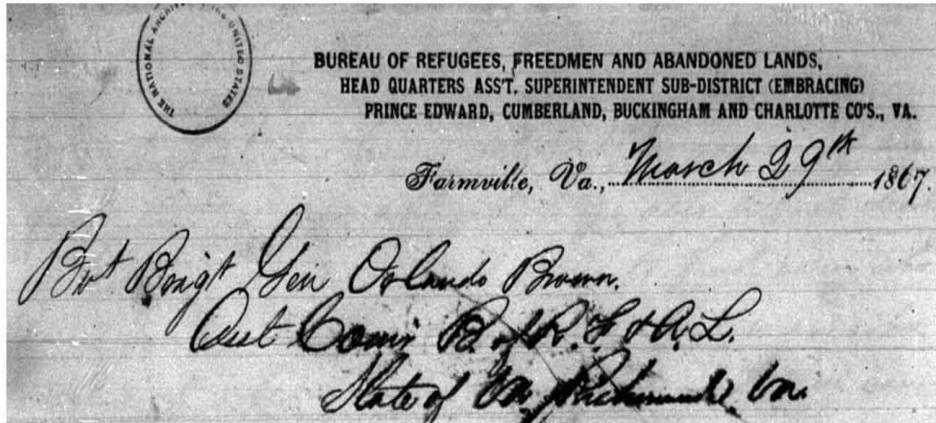 THE NATIONAL ARCHIVES UNITED STATES
BUREAU OF REFUGEES, FREEDMEN AND ABANDONED LANDS,
HEAD QUARTERS ASS'T. SUPERINTENDENT SUB-DISTRICT (EMBRACING)
PRINCE EDWARD, CUMBERLAND, BUCKINGHAM AND CHARLOTTE CO'S., VA.
Farmville, Va., March 29th 1867.
Bvt Brigt Gen Orlando Brown.
Asst Comr B. of R. F. & A. L.
State of Va. Richmond Va.